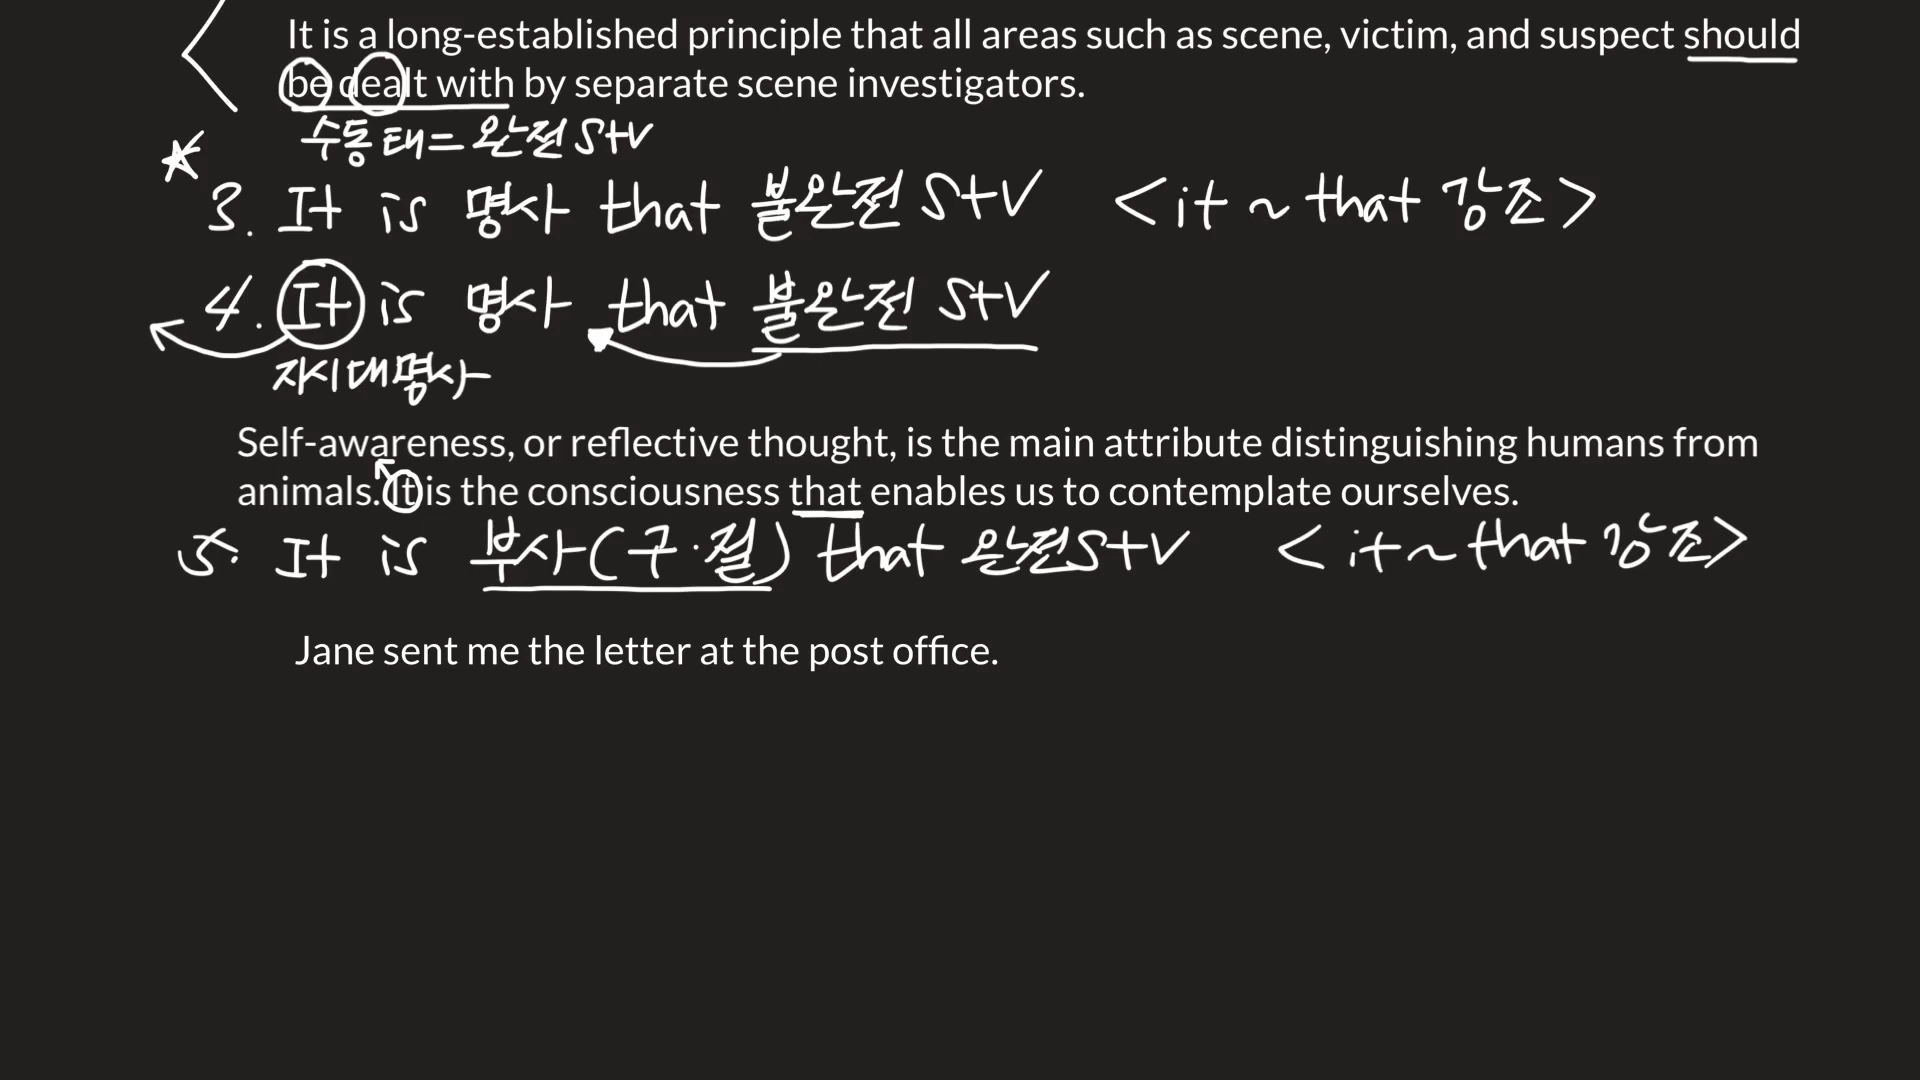 It is a long-established principle that all areas such as scene, victim, and suspect should
be dealt with by separate scene investigators.
수동태 = 완전 S+V
3. It is 명사 that 불완전 S+V <it ~ that 강조>
4. It is 명사 that 불완전 S+V
지시대명사
Self-awareness, or reflective thought, is the main attribute distinguishing humans from
animals. It is the consciousness that enables us to contemplate ourselves.
5. It is 부사(구·절) that 완전 S+V <it ~ that 강조>
Jane sent me the letter at the post office.